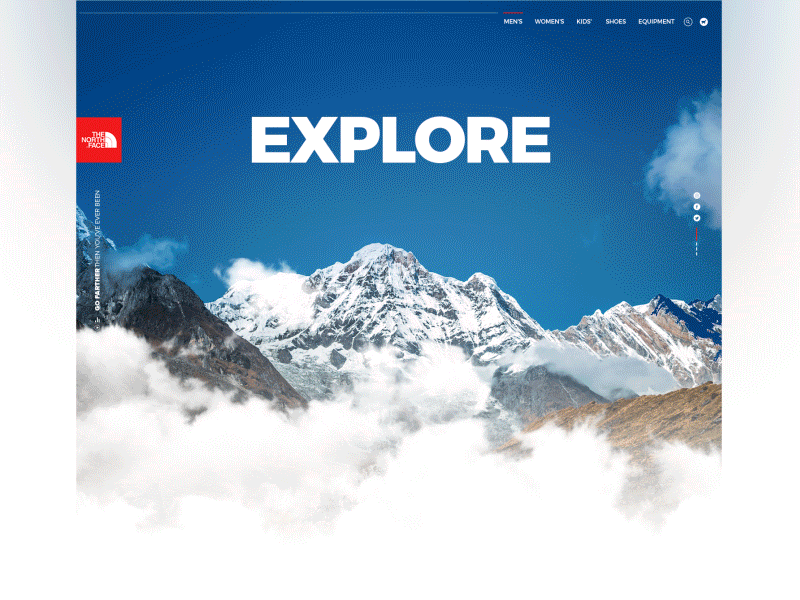 MEN'S WOMEN'S KIDS' SHOES EQUIPMENT
EXPLORE
THE
NORTH
FACE
GO FARTHER THEN YOU'VE EVER BEEN